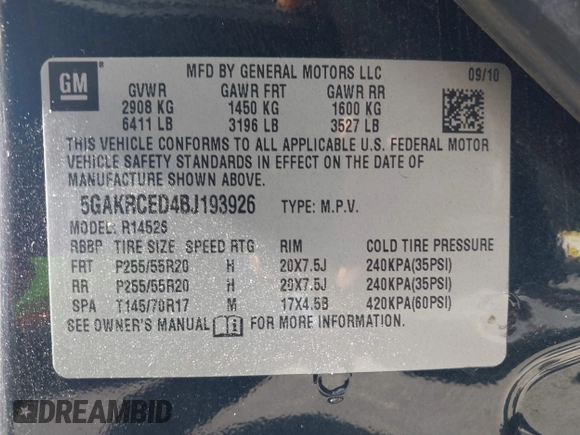 GM
MFD BY GENERAL MOTORS LLC 09/10
GVWR GAWR FRT GAWR RR
2908 KG 1450 KG 1600 KG
6411 LB 3196 LB 3527 LB
THIS VEHICLE CONFORMS TO ALL APPLICABLE U.S. FEDERAL MOTOR
VEHICLE SAFETY STANDARDS IN EFFECT ON THE DATE OF
MANUFACTURE SHOWN ABOVE.
5GAKRCED4BJ193926 TYPE: M.P.V.
MODEL: R14526
RBBP TIRE SIZE SPEED RTG RIM COLD TIRE PRESSURE
FRT P255/55R20 H 20X7.5J 240KPA(35PSI)
RR P255/55R20 H 20X7.5J 240KPA(35PSI)
SPA T145/70R17 M 17X4.5B 420KPA(60PSI)
SEE OWNER'S MANUAL FOR MORE INFORMATION.
DREAMBID